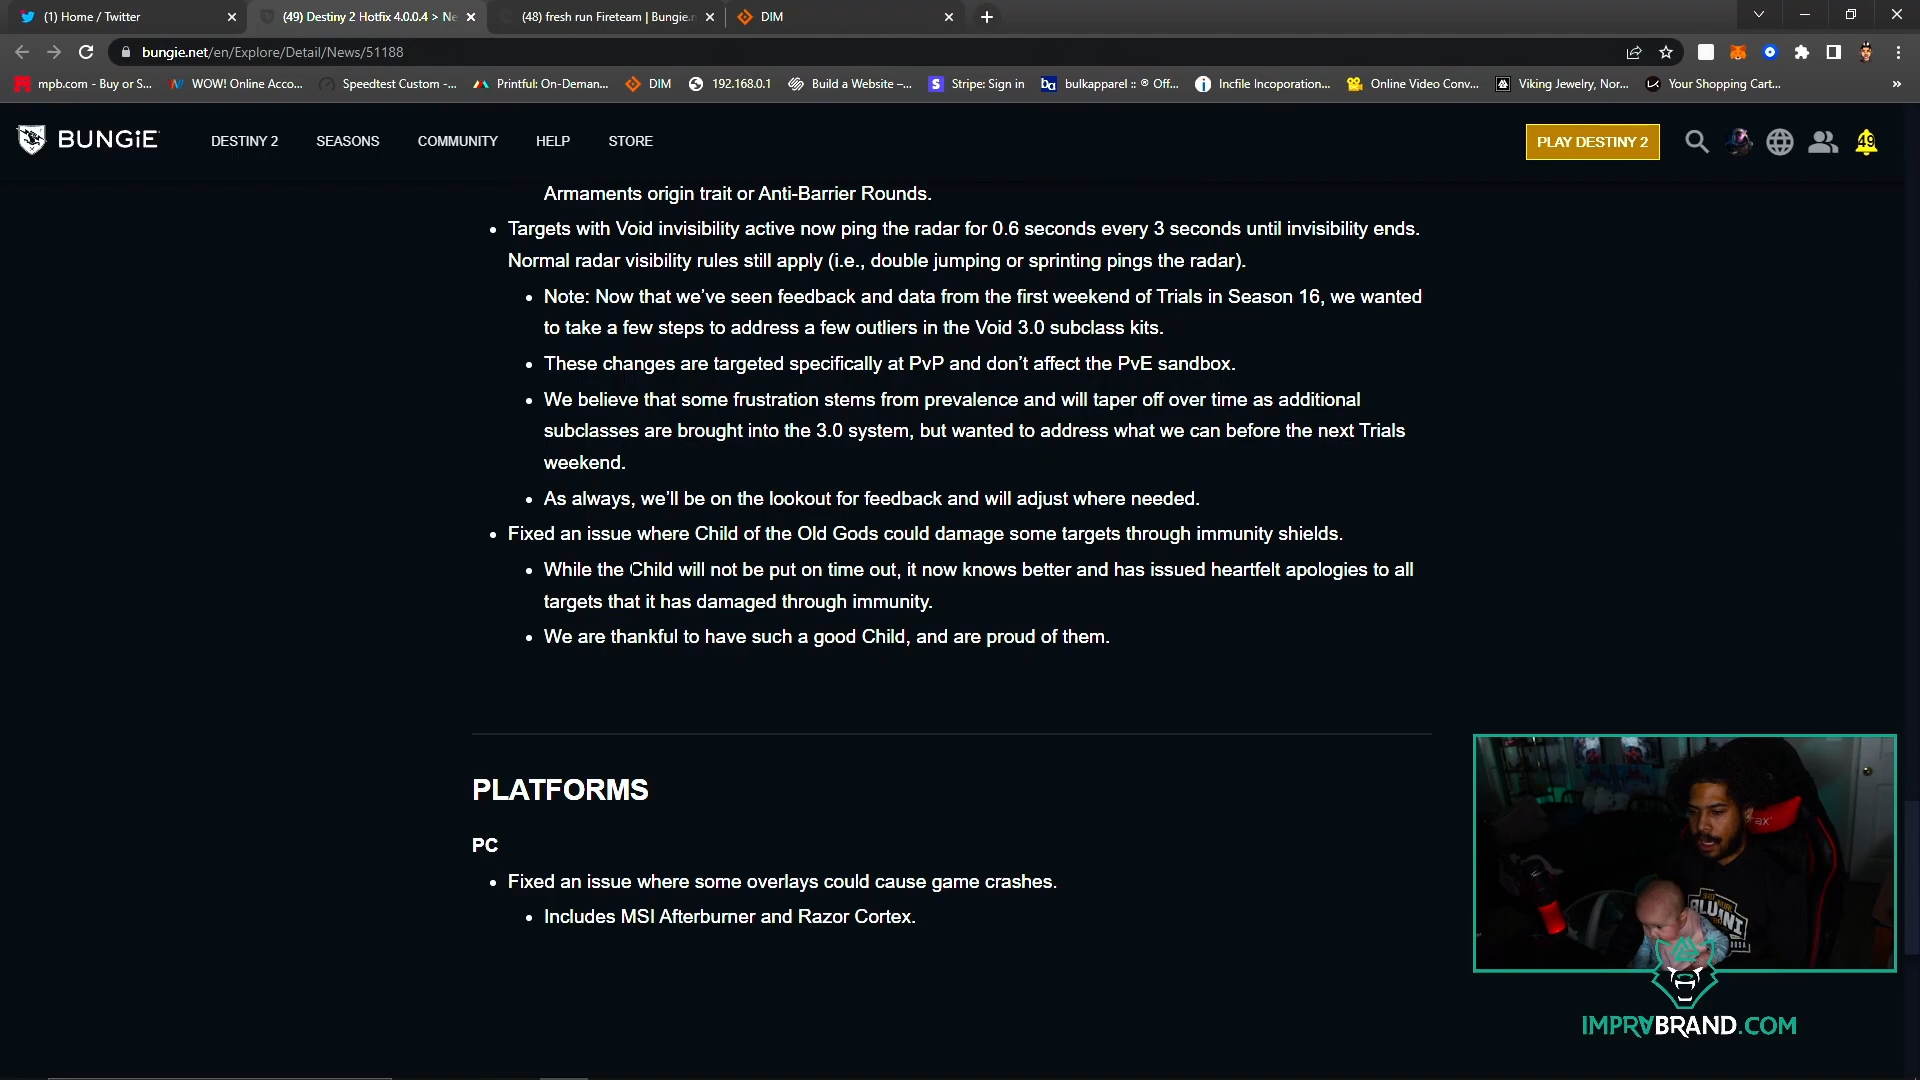 (1) Home / Twitter
(49) Destiny 2 Hotfix 4.0.0.4 > Ne
(48) fresh run Fireteam | Bungie.n
DIM
bungie.net/en/Explore/Detail/News/51188
mpb.com - Buy or S...
WOW! Online Acco...
Speedtest Custom -...
Printful: On-Deman...
DIM
192.168.0.1
Build a Website –...
Stripe: Sign in
bulkapparel :: ® Off...
Incfile Incoporation...
Online Video Conv...
Viking Jewelry, Nor...
Your Shopping Cart...
»
BUNGiE
DESTINY 2
SEASONS
COMMUNITY
HELP
STORE
PLAY DESTINY 2
49
Armaments origin trait or Anti-Barrier Rounds.
• Targets with Void invisibility active now ping the radar for 0.6 seconds every 3 seconds until invisibility ends.
Normal radar visibility rules still apply (i.e., double jumping or sprinting pings the radar).
• Note: Now that we’ve seen feedback and data from the first weekend of Trials in Season 16, we wanted
to take a few steps to address a few outliers in the Void 3.0 subclass kits.
• These changes are targeted specifically at PvP and don’t affect the PvE sandbox.
• We believe that some frustration stems from prevalence and will taper off over time as additional
subclasses are brought into the 3.0 system, but wanted to address what we can before the next Trials
weekend.
• As always, we’ll be on the lookout for feedback and will adjust where needed.
• Fixed an issue where Child of the Old Gods could damage some targets through immunity shields.
• While the Child will not be put on time out, it now knows better and has issued heartfelt apologies to all
targets that it has damaged through immunity.
• We are thankful to have such a good Child, and are proud of them.
PLATFORMS
PC
• Fixed an issue where some overlays could cause game crashes.
• Includes MSI Afterburner and Razor Cortex.
ALUMNI
IMPRVBRAND.COM